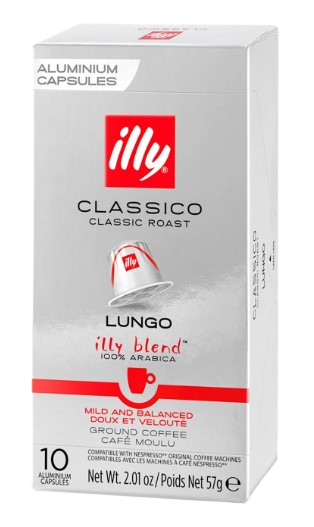 illy
ALUMINIUM
CAPSULES
illy
CLASSICO
CLASSIC ROAST
illy
LUNGO
illy blend™
100% ARABICA
MILD AND BALANCED
DOUX ET VELOUTÉ
GROUND COFFEE
CAFÉ MOULU
COMPATIBLE WITH NESPRESSO** ORIGINAL COFFEE MACHINES
COMPATIBLES AVEC LES MACHINES À CAFÉ NESPRESSO**
10
ALUMINIUM
CAPSULES
Net Wt. 2.01 oz/Poids Net 57g ℮
CLASSICO
LUNGO